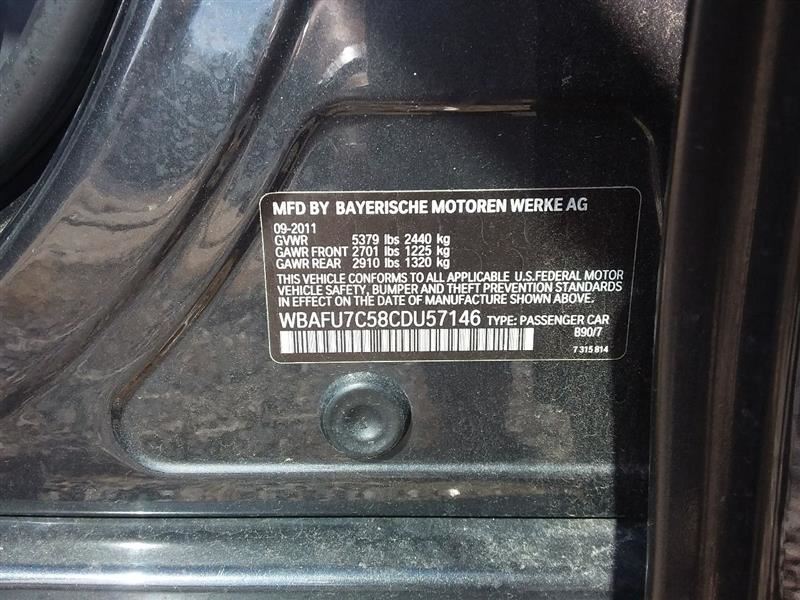 MFD BY BAYERISCHE MOTOREN WERKE AG
09-2011
GVWR 5379 lbs 2440 kg
GAWR FRONT 2701 lbs 1225 kg
GAWR REAR 2910 lbs 1320 kg
THIS VEHICLE CONFORMS TO ALL APPLICABLE U.S.FEDERAL MOTOR
VEHICLE SAFETY, BUMPER AND THEFT PREVENTION STANDARDS
IN EFFECT ON THE DATE OF MANUFACTURE SHOWN ABOVE.
WBAFU7C58CDU57146 TYPE: PASSENGER CAR
B90/7
7 315 814